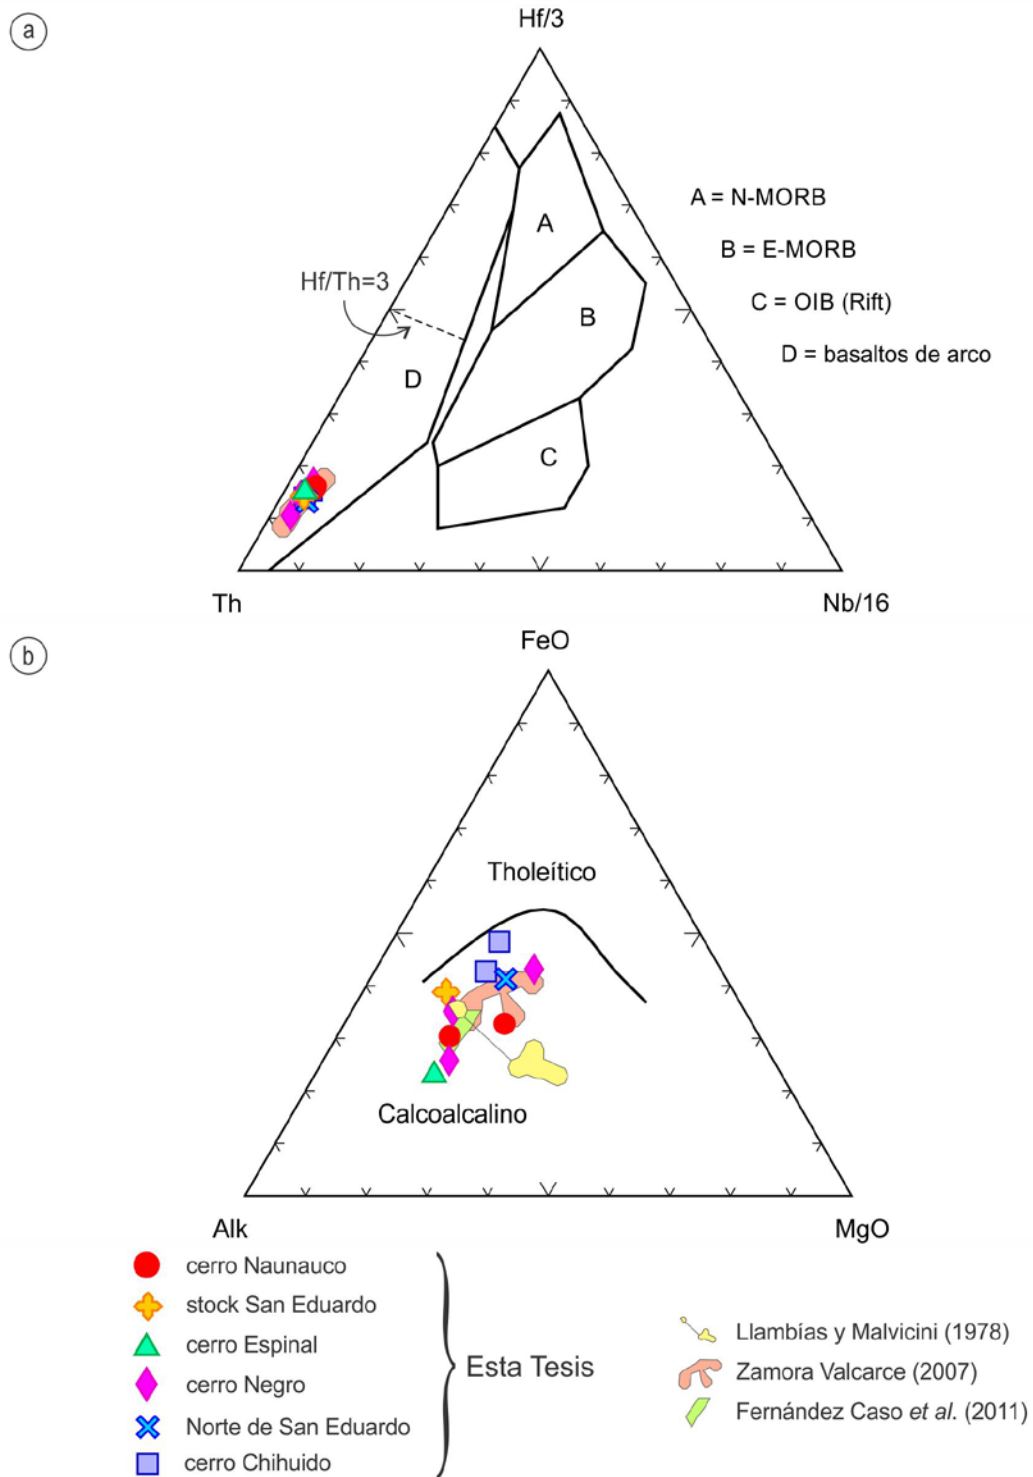 a
Hf/3
A = N-MORB
A
B = E-MORB
Hf/Th=3
C = OIB (Rift)
B
D = basaltos de arco
D
C
Th
Nb/16
b
FeO
Tholeítico
Calcoalcalino
Alk
MgO
cerro Naunauco
stock San Eduardo
cerro Espinal
cerro Negro
Norte de San Eduardo
cerro Chihuido
Esta Tesis
Llambías y Malvicini (1978)
Zamora Valcarce (2007)
Fernández Caso et al. (2011)